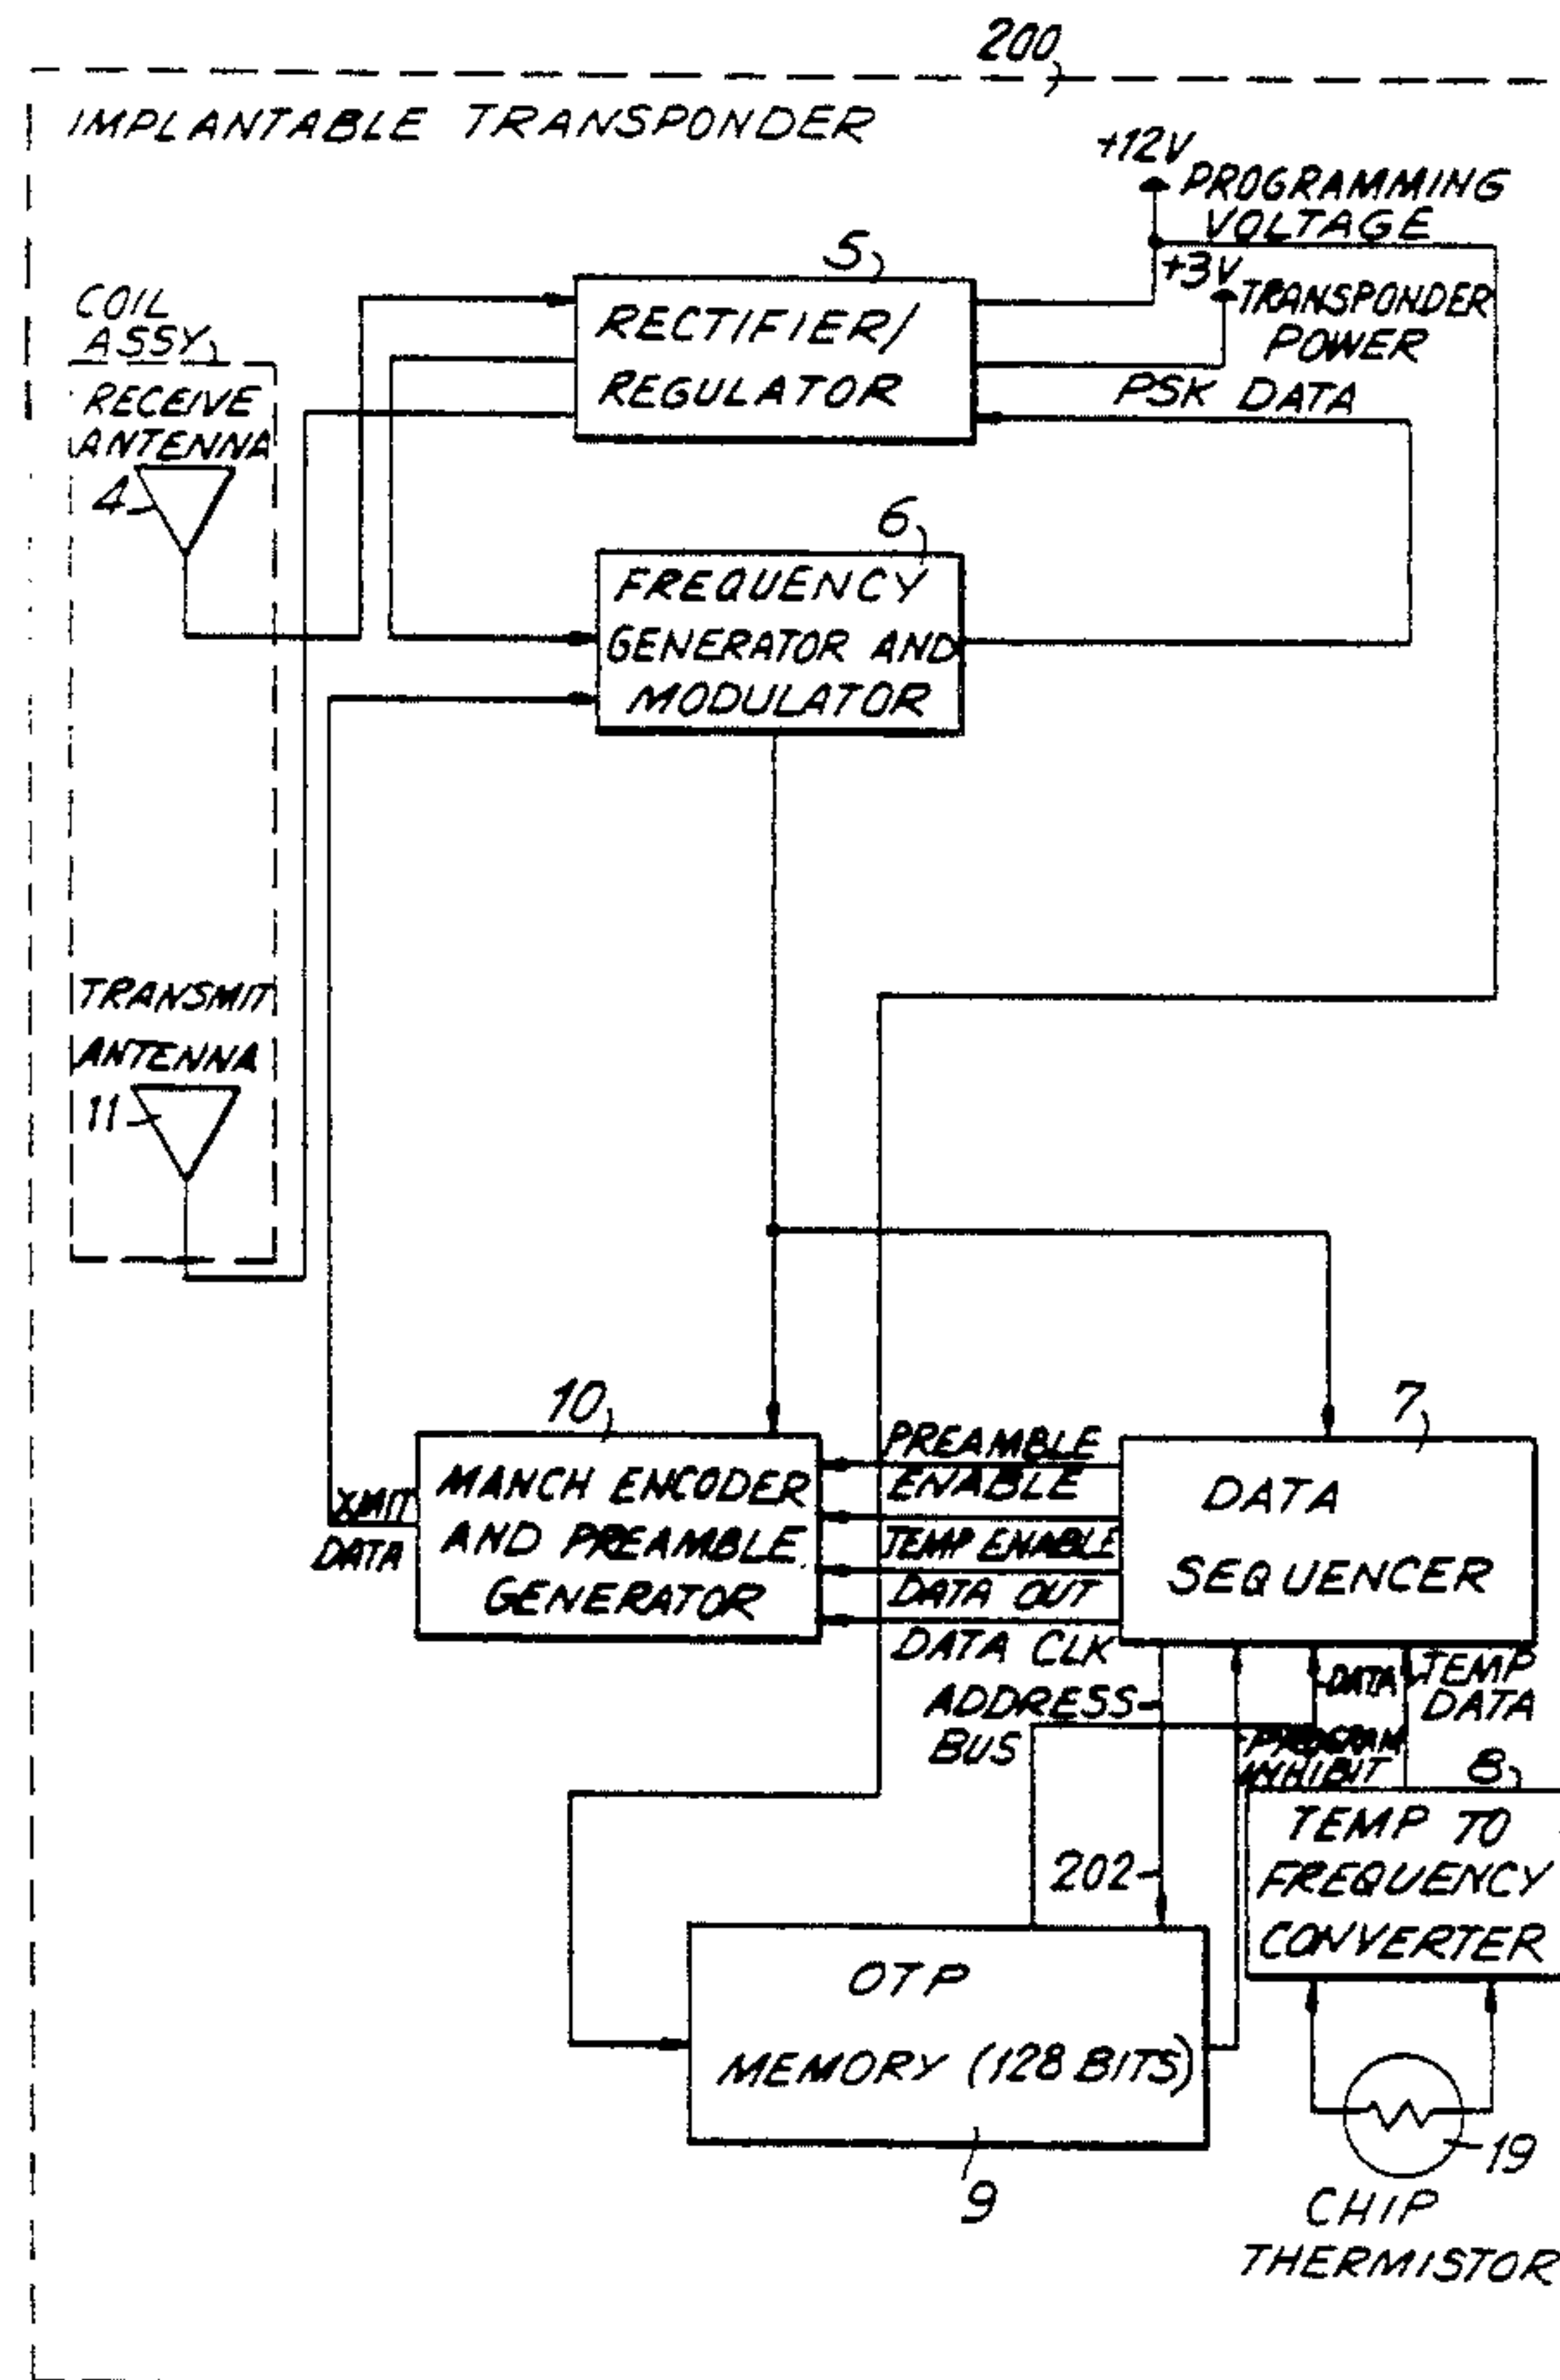 200
IMPLANTABLE TRANSPONDER
+12V
PROGRAMMING
VOLTAGE
+3V
TRANSPONDER
POWER
PSK DATA
5
RECTIFIER/
REGULATOR
COIL
ASSY
RECEIVE
ANTENNA
4
6
FREQUENCY
GENERATOR AND
MODULATOR
TRANSMIT
ANTENNA
11
10
MANCH ENCODER
AND PREAMBLE
GENERATOR
XMIT
DATA
PREAMBLE
ENABLE
TEMP ENABLE
DATA OUT
DATA CLK
7
DATA
SEQUENCER
ADDRESS
BUS
DATA
TEMP
DATA
PROGRAM
INHIBIT
8
TEMP TO
FREQUENCY
CONVERTER
202
OTP
MEMORY (128 BITS)
9
19
CHIP
THERMISTOR